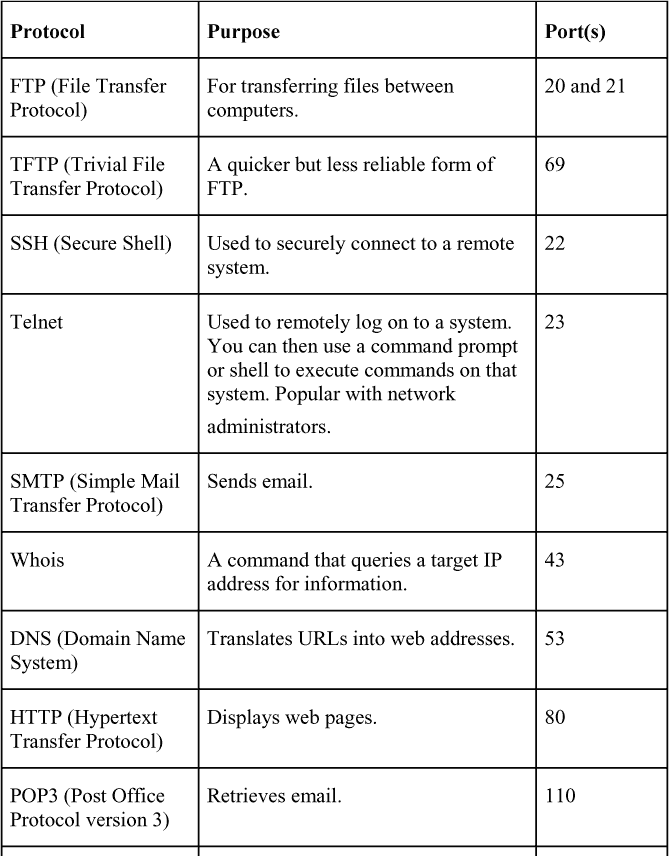 Protocol Purpose Port(s)
FTP (File Transfer For transferring files between 20 and 21
Protocol) computers.
TFTP (Trivial File A quicker but less reliable form of 69
Transfer Protocol) FTP.
SSH (Secure Shell) Used to securely connect to a remote 22
system.
Telnet Used to remotely log on to a system. 23
You can then use a command prompt
or shell to execute commands on that
system. Popular with network
administrators.
SMTP (Simple Mail Sends email. 25
Transfer Protocol)
Whois A command that queries a target IP 43
address for information.
DNS (Domain Name Translates URLs into web addresses. 53
System)
HTTP (Hypertext Displays web pages. 80
Transfer Protocol)
POP3 (Post Office Retrieves email. 110
Protocol version 3)